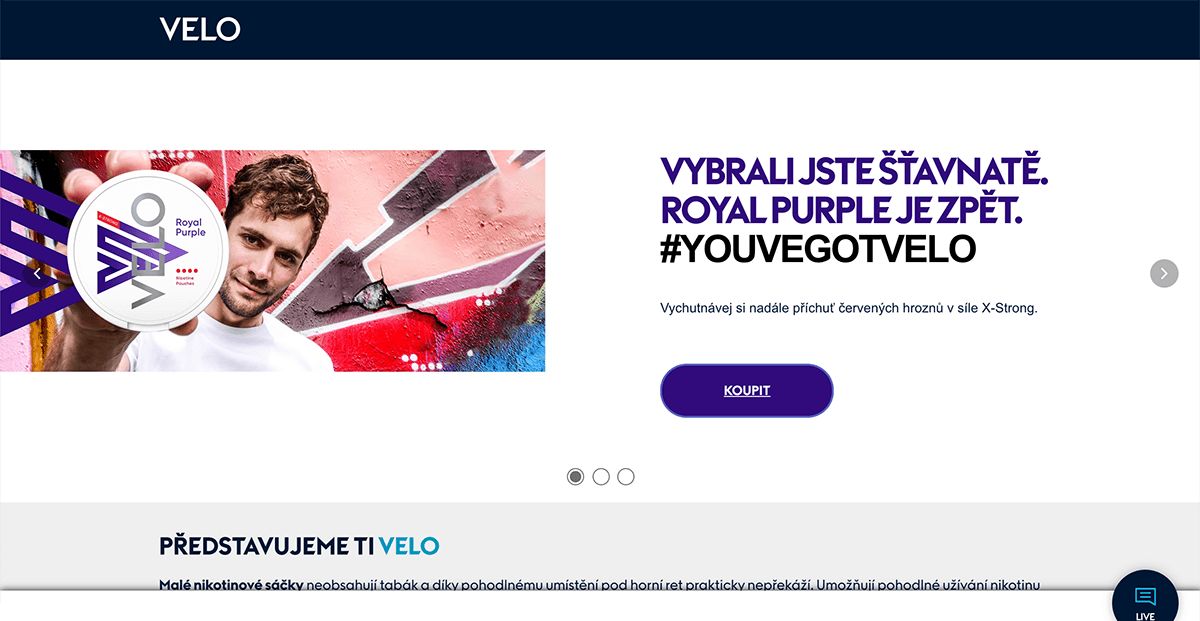 VELO
X-STRONG
VELO
Royal
Purple
Nicotine
Pouches
VYBRALI JSTE ŠŤAVNATĚ.
ROYAL PURPLE JE ZPĚT.
#YOUVEGOTVELO
Vychutnávej si nadále příchuť červených hroznů v síle X-Strong.
KOUPIT
PŘEDSTAVUJEME TI VELO
Malé nikotinové sáčky neobsahují tabák a díky pohodlnému umístění pod horní ret prakticky nepřekáží. Umožňují pohodlné užívání nikotinu
LIVE